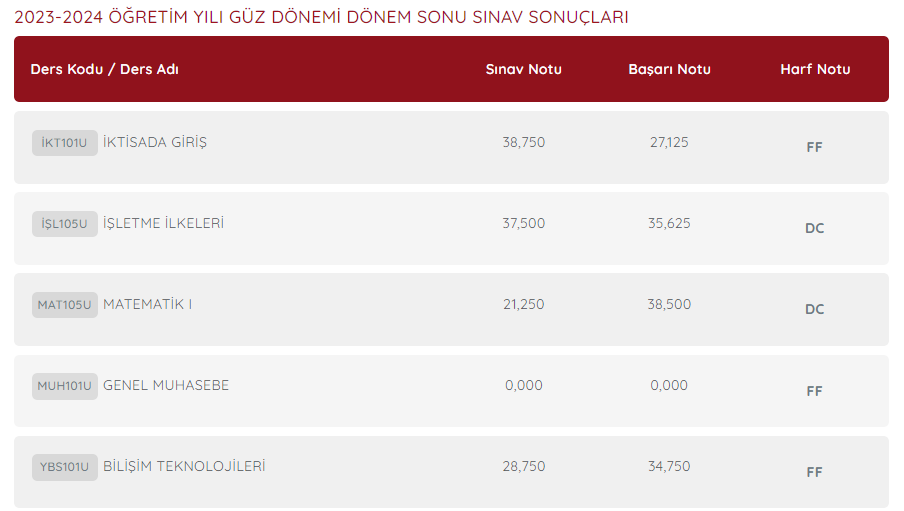 2023-2024 ÖĞRETİM YILI GÜZ DÖNEMİ DÖNEM SONU SINAV SONUÇLARI
Ders Kodu / Ders Adı Sınav Notu Başarı Notu Harf Notu
İKT101U İKTİSADA GİRİŞ 38,750 27,125 FF
İŞL105U İŞLETME İLKELERİ 37,500 35,625 DC
MAT105U MATEMATİK I 21,250 38,500 DC
MUH101U GENEL MUHASEBE 0,000 0,000 FF
YBS101U BİLİŞİM TEKNOLOJİLERİ 28,750 34,750 FF